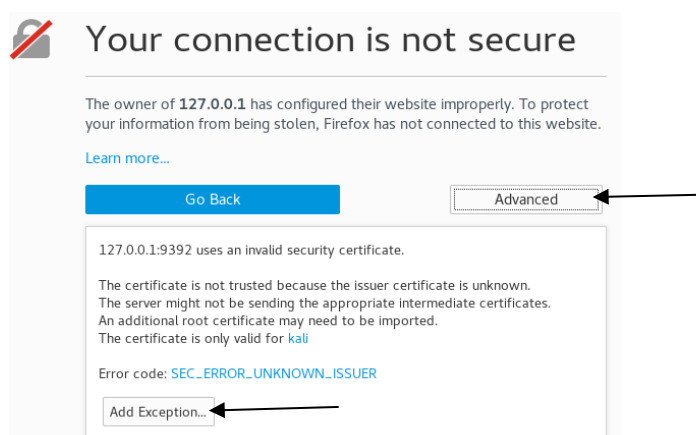 Your connection is not secure
The owner of 127.0.0.1 has configured their website improperly. To protect
your information from being stolen, Firefox has not connected to this website.
Learn more...
Go Back
Advanced
127.0.0.1:9392 uses an invalid security certificate.
The certificate is not trusted because the issuer certificate is unknown.
The server might not be sending the appropriate intermediate certificates.
An additional root certificate may need to be imported.
The certificate is only valid for kali
Error code: SEC_ERROR_UNKNOWN_ISSUER
Add Exception...